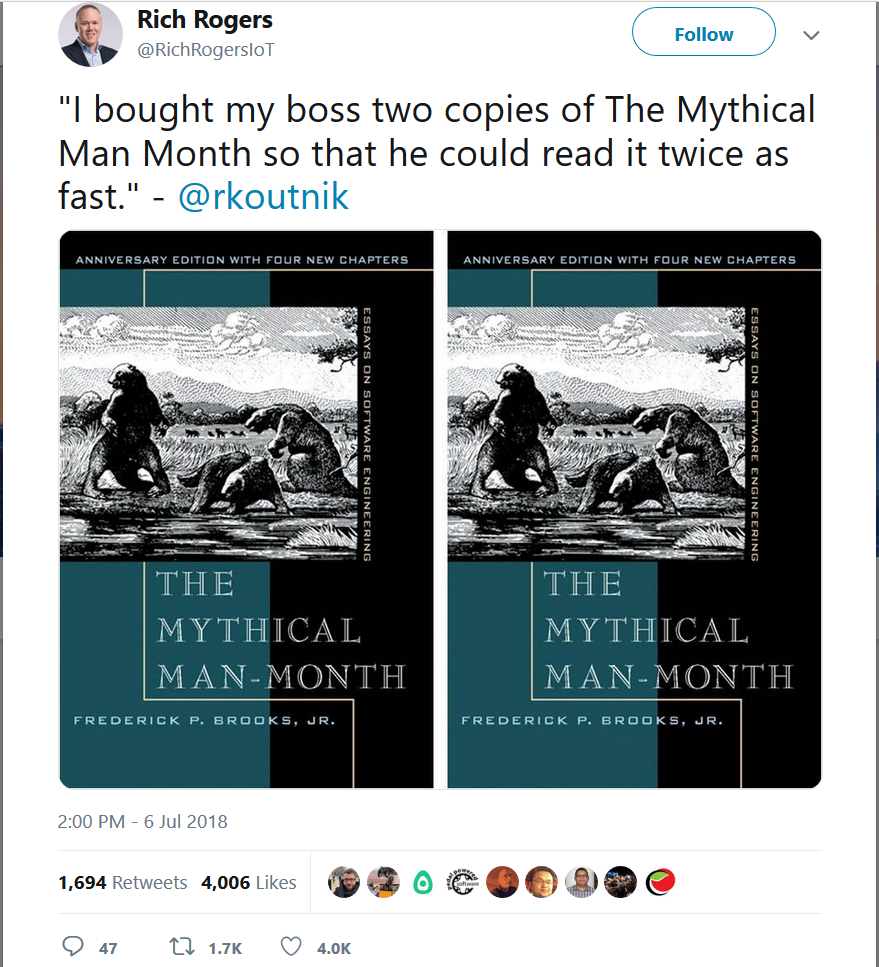 Rich Rogers
@RichRogersIoT
Follow
"I bought my boss two copies of The Mythical
Man Month so that he could read it twice as
fast." - @rkoutnik
ANNIVERSARY EDITION WITH FOUR NEW CHAPTERS
ESSAYS ON SOFTWARE ENGINEERING
THE
MYTHICAL
MAN-MONTH
FREDERICK P. BROOKS, JR.
ANNIVERSARY EDITION WITH FOUR NEW CHAPTERS
ESSAYS ON SOFTWARE ENGINEERING
THE
MYTHICAL
MAN-MONTH
FREDERICK P. BROOKS, JR.
2:00 PM - 6 Jul 2018
1,694 Retweets 4,006 Likes
pedal powered
software
47 1.7K 4.0K